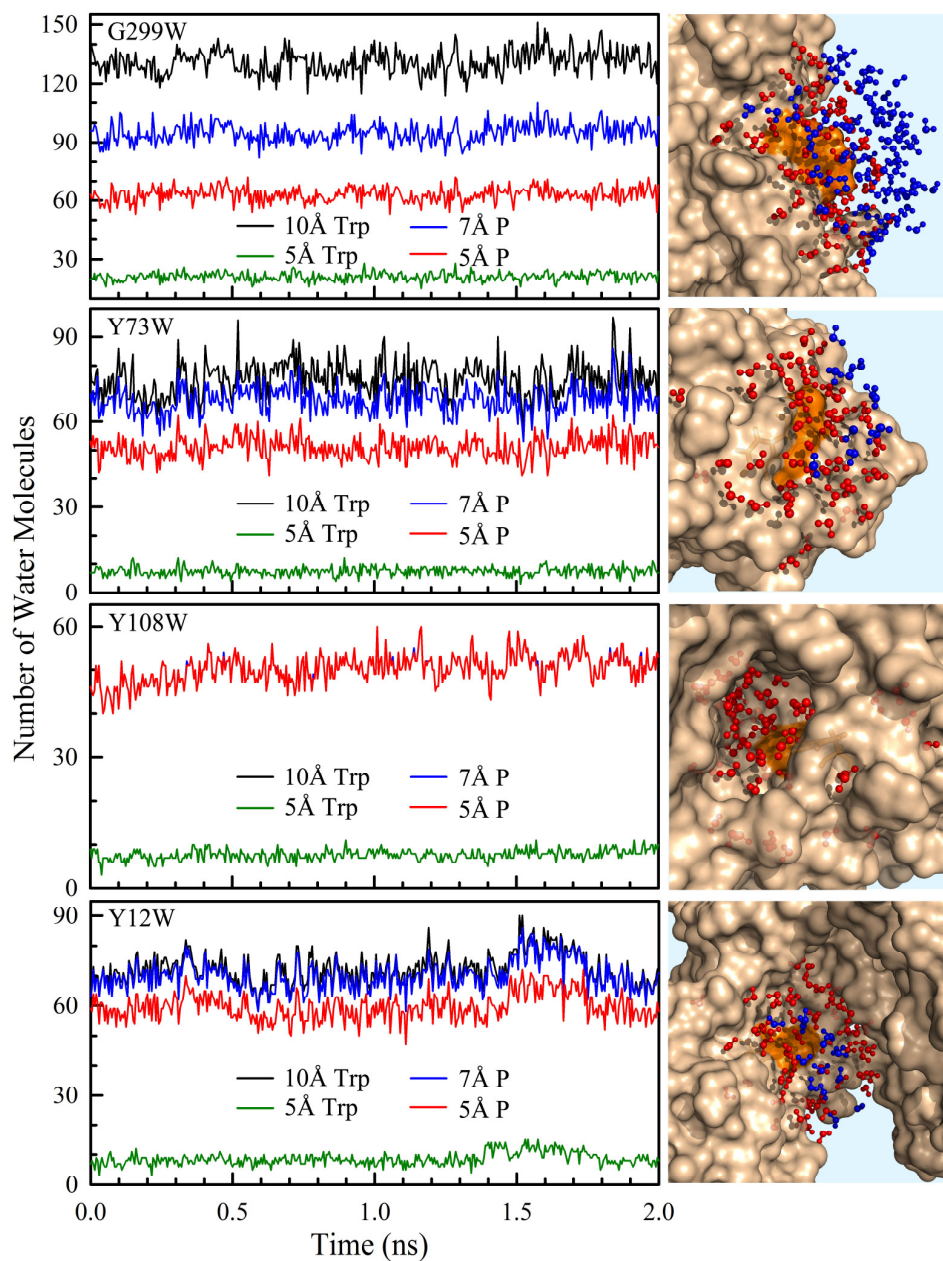 Number of Water Molecules
G299W
150
120
90
60
30
10Å Trp 7Å P
5Å Trp 5Å P
Y73W
90
60
30
0
10Å Trp 7Å P
5Å Trp 5Å P
Y108W
60
30
0
10Å Trp 7Å P
5Å Trp 5Å P
Y12W
90
60
30
0
10Å Trp 7Å P
5Å Trp 5Å P
0.0 0.5 1.0 1.5 2.0
Time (ns)